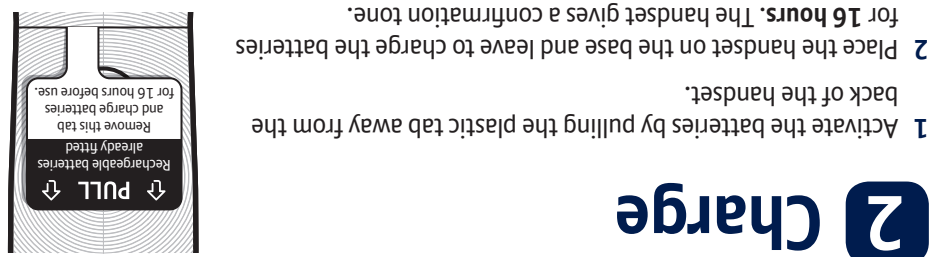 2 Charge
1 Activate the batteries by pulling the plastic tab away from the
back of the handset.
2 Place the handset on the base and leave to charge the batteries
for 16 hours. The handset gives a confirmation tone.
PULL
Rechargeable batteries
already fitted
Remove this tab
and charge batteries
for 16 hours before use.